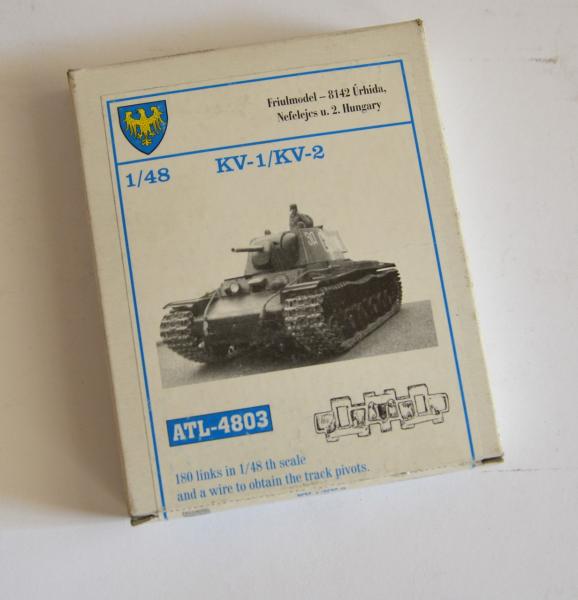 Friulmodel – 8142 Úrhida,
Nefelejcs u. 2. Hungary
1/48 KV-1/KV-2
ATL-4803
180 links in 1/48 th scale
and a wire to obtain the track pivots.